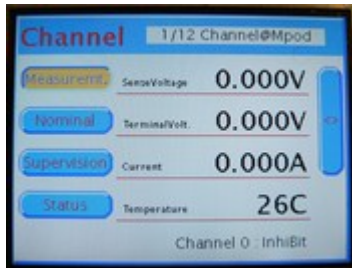 Channel 1/12 Channel@Mpod
Measuremt. SenseVoltage 0.000V
Nominal TerminalVolt. 0.000V
Supervision Current 0.000A
Status Temperature 26C
Channel 0 : InhiBit